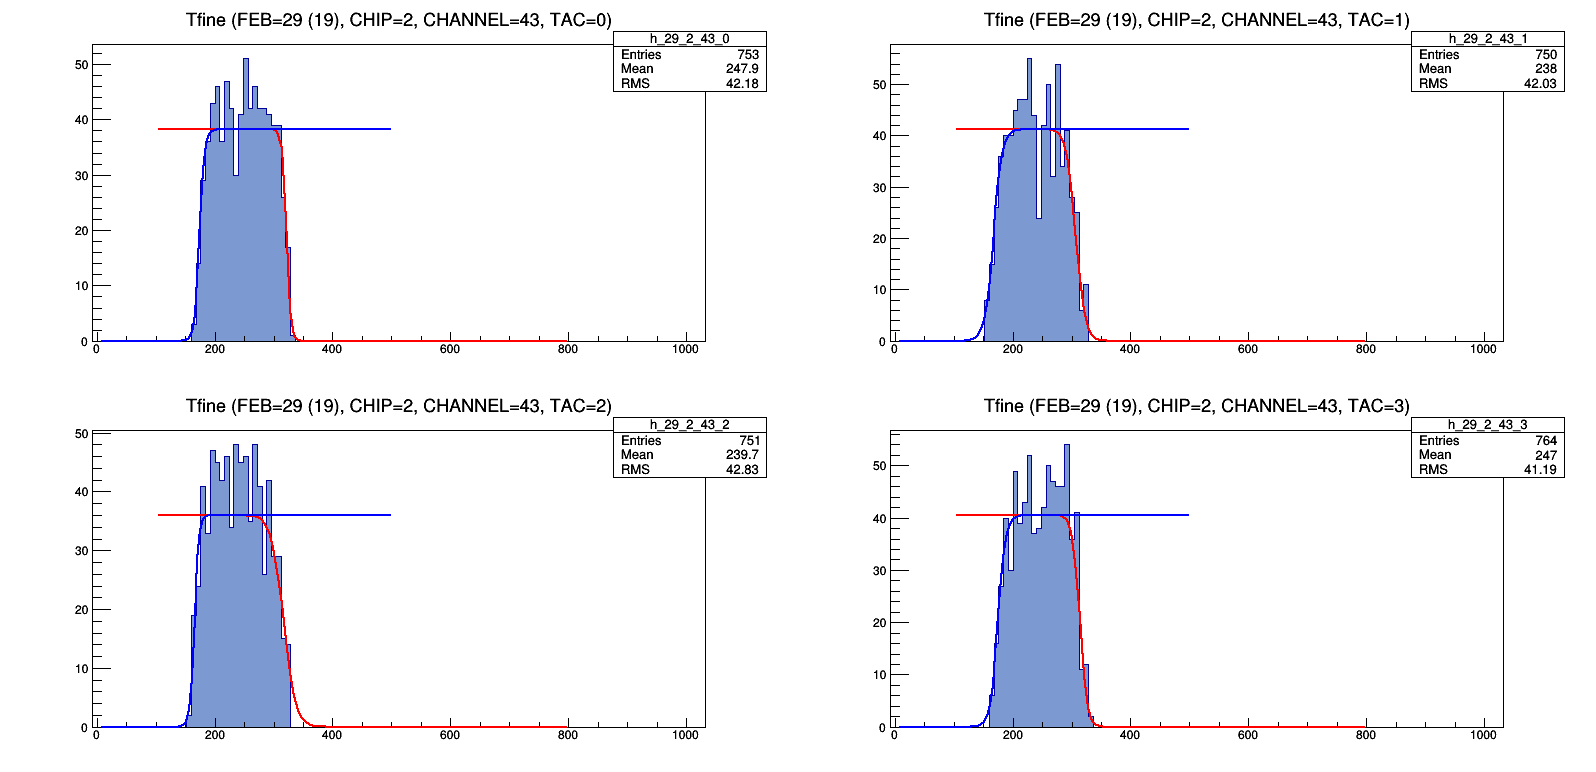 Tfine (FEB=29 (19), CHIP=2, CHANNEL=43, TAC=0)
h_29_2_43_0
Entries 753
Mean 247.9
RMS 42.18
50
40
30
20
10
0
0 200 400 600 800 1000
Tfine (FEB=29 (19), CHIP=2, CHANNEL=43, TAC=1)
h_29_2_43_1
Entries 750
Mean 238
RMS 42.03
50
40
30
20
10
0
0 200 400 600 800 1000
Tfine (FEB=29 (19), CHIP=2, CHANNEL=43, TAC=2)
h_29_2_43_2
Entries 751
Mean 239.7
RMS 42.83
50
40
30
20
10
0
0 200 400 600 800 1000
Tfine (FEB=29 (19), CHIP=2, CHANNEL=43, TAC=3)
h_29_2_43_3
Entries 764
Mean 247
RMS 41.19
50
40
30
20
10
0
0 200 400 600 800 1000